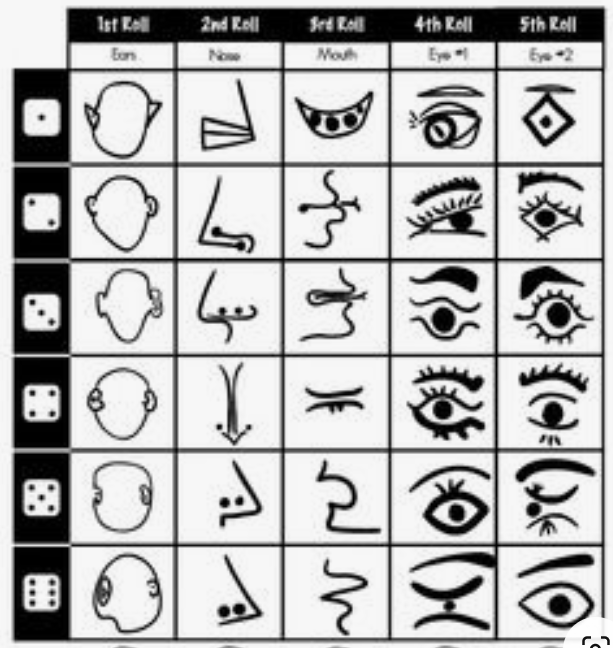 1st Roll 2nd Roll 3rd Roll 4th Roll 5th Roll
Ears Nose Mouth Eye #1 Eye #2